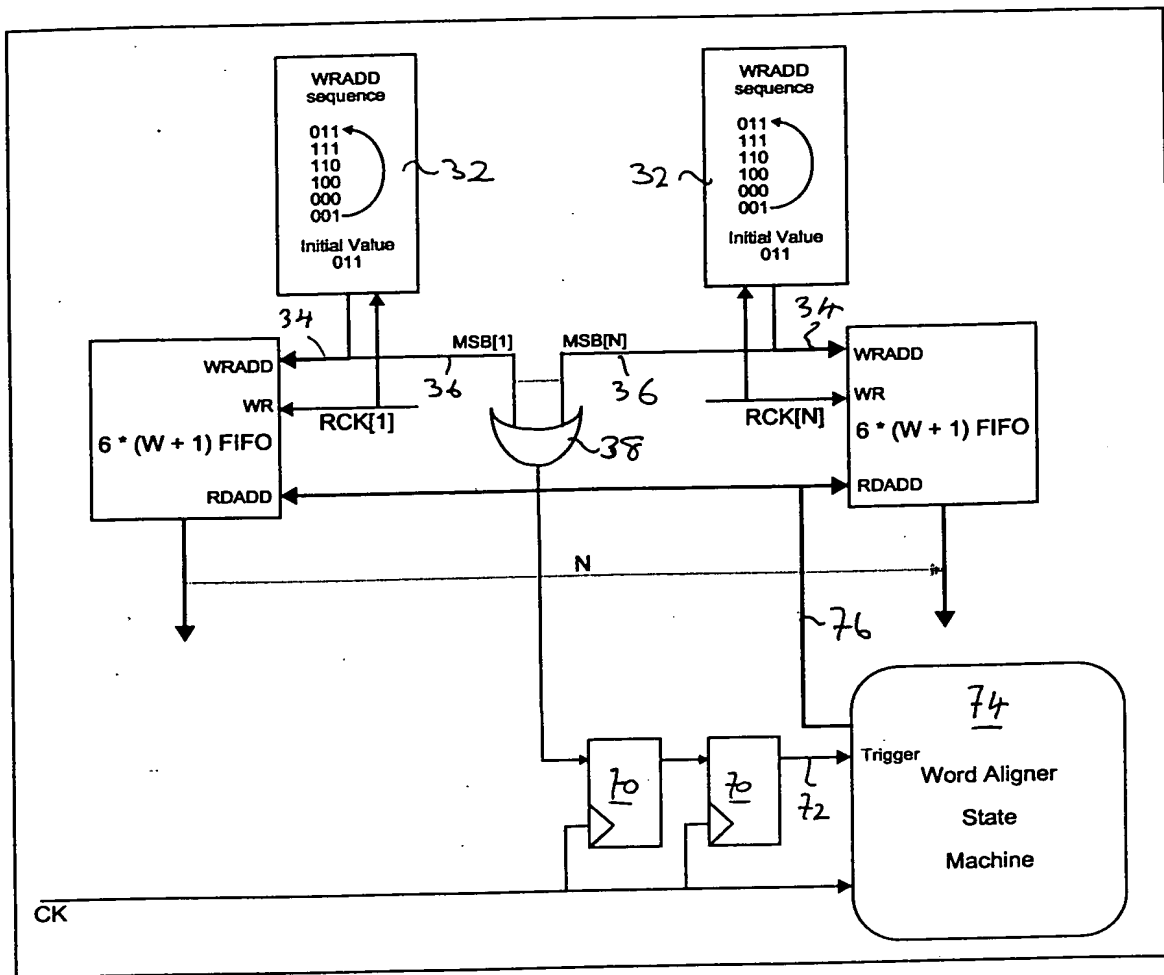 WRADD
sequence
011
111
110
100
000
001
Initial Value
011
32
WRADD
sequence
011
111
110
100
000
001
Initial Value
011
32
34
MSB[1]
MSB[N]
34
WRADD
36
36
WRADD
WR
RCK[1]
RCK[N]
WR
6 * (W + 1) FIFO
38
6 * (W + 1) FIFO
RDADD
RDADD
N
76
74
Trigger
70
70
72
Word Aligner
State
Machine
CK